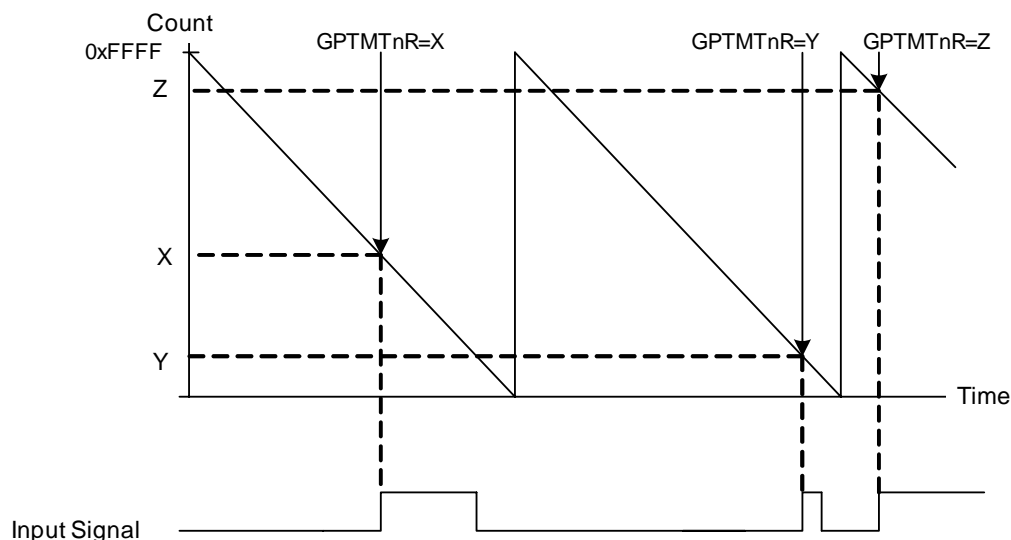 Count
0xFFFF
GPTMTnR=X
GPTMTnR=Y
GPTMTnR=Z
Z
X
Y
Time
Input Signal